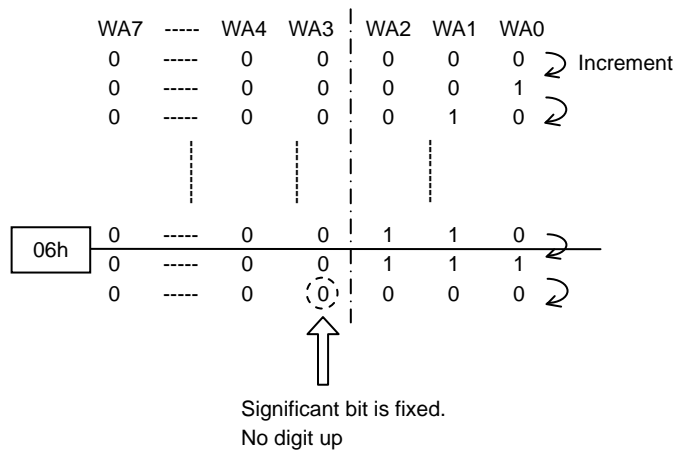 WA7 ----- WA4 WA3 WA2 WA1 WA0
0 ----- 0 0 0 0 0 Increment
0 ----- 0 0 0 0 1
0 ----- 0 0 0 1 0
0 ----- 0 0 1 1 0
06h
0 ----- 0 0 1 1 1
0 ----- 0 0 0 0 0
Significant bit is fixed.
No digit up